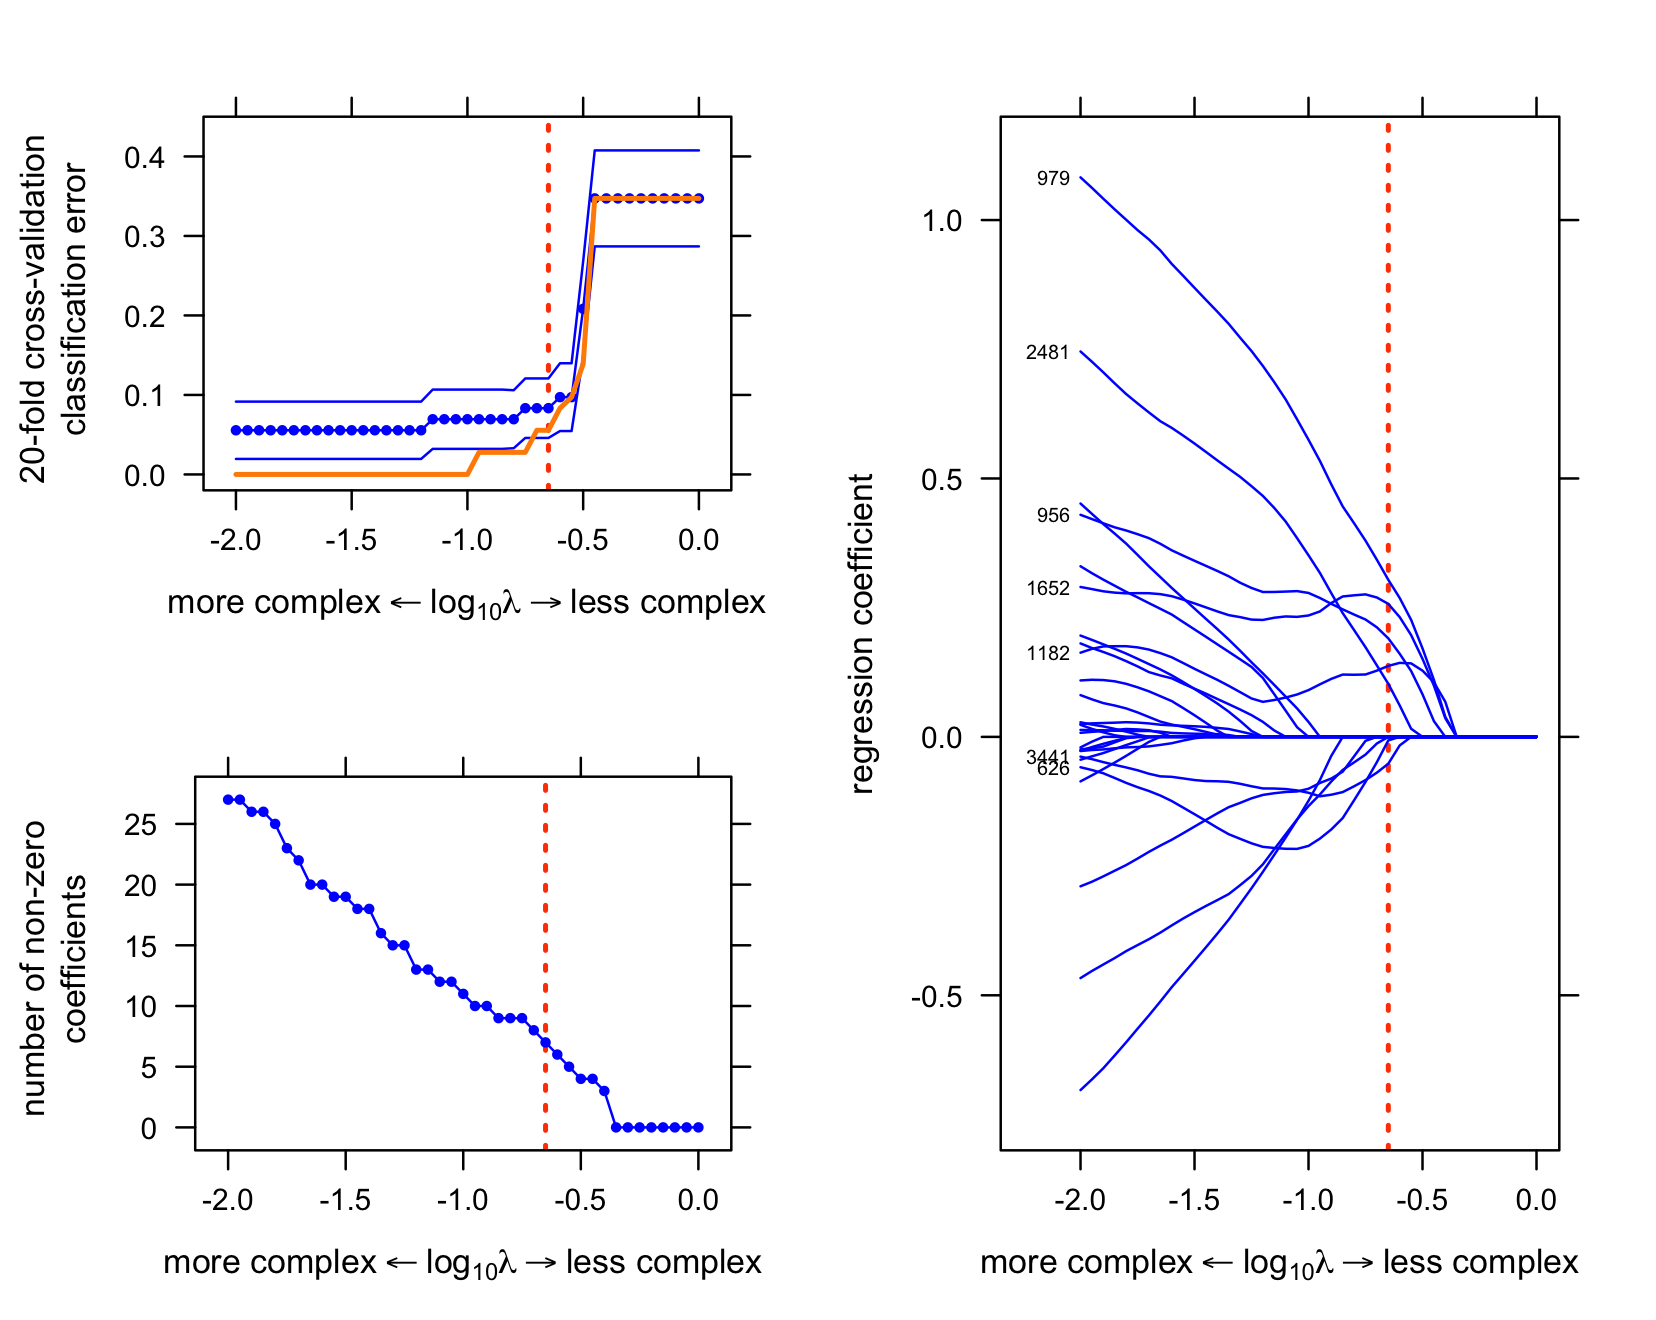 20-fold cross-validation
classification error
0.4
0.3
0.2
0.1
0.0
-2.0 -1.5 -1.0 -0.5 0.0
more complex ← log₁₀λ → less complex
number of non-zero
coefficients
25
20
15
10
5
0
-2.0 -1.5 -1.0 -0.5 0.0
more complex ← log₁₀λ → less complex
regression coefficient
1.0
0.5
0.0
-0.5
979
2481
956
1652
1182
3441
626
-2.0 -1.5 -1.0 -0.5 0.0
more complex ← log₁₀λ → less complex